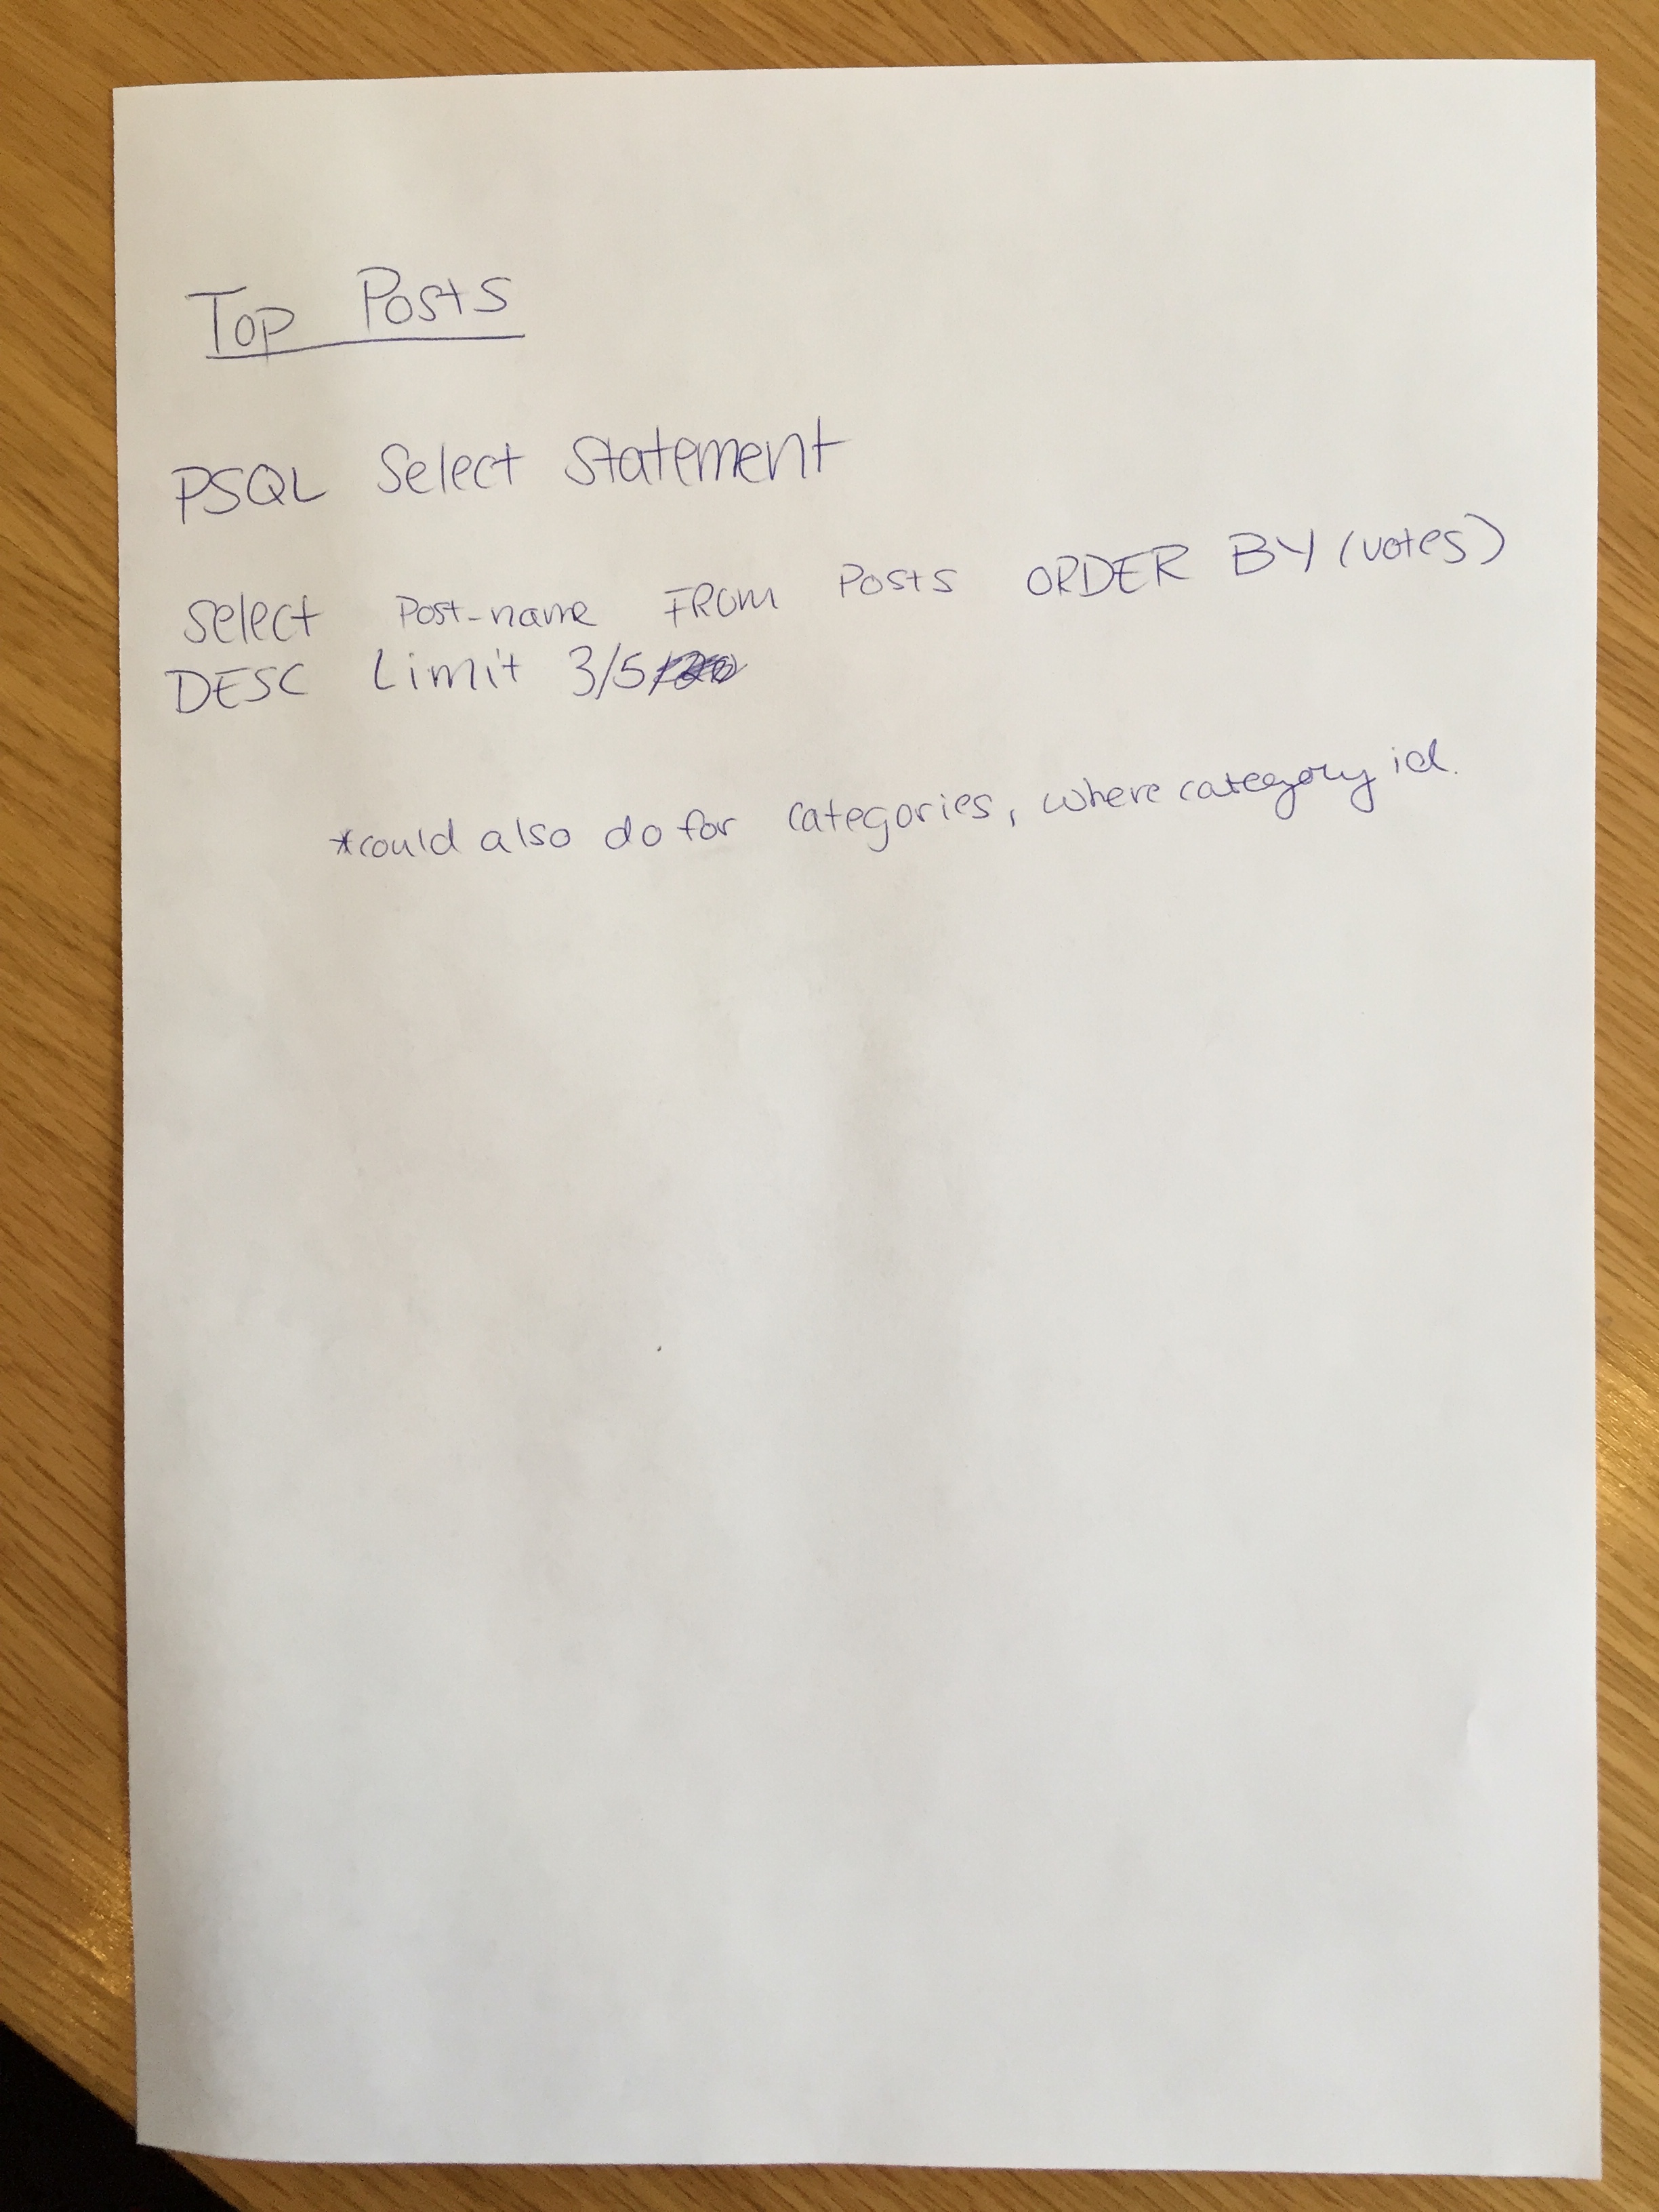 Top Posts
PSQL Select Statement
Select Post-name FROM Posts ORDER BY (votes)
DESC Limit 3/5
*could also do for categories, where category id.